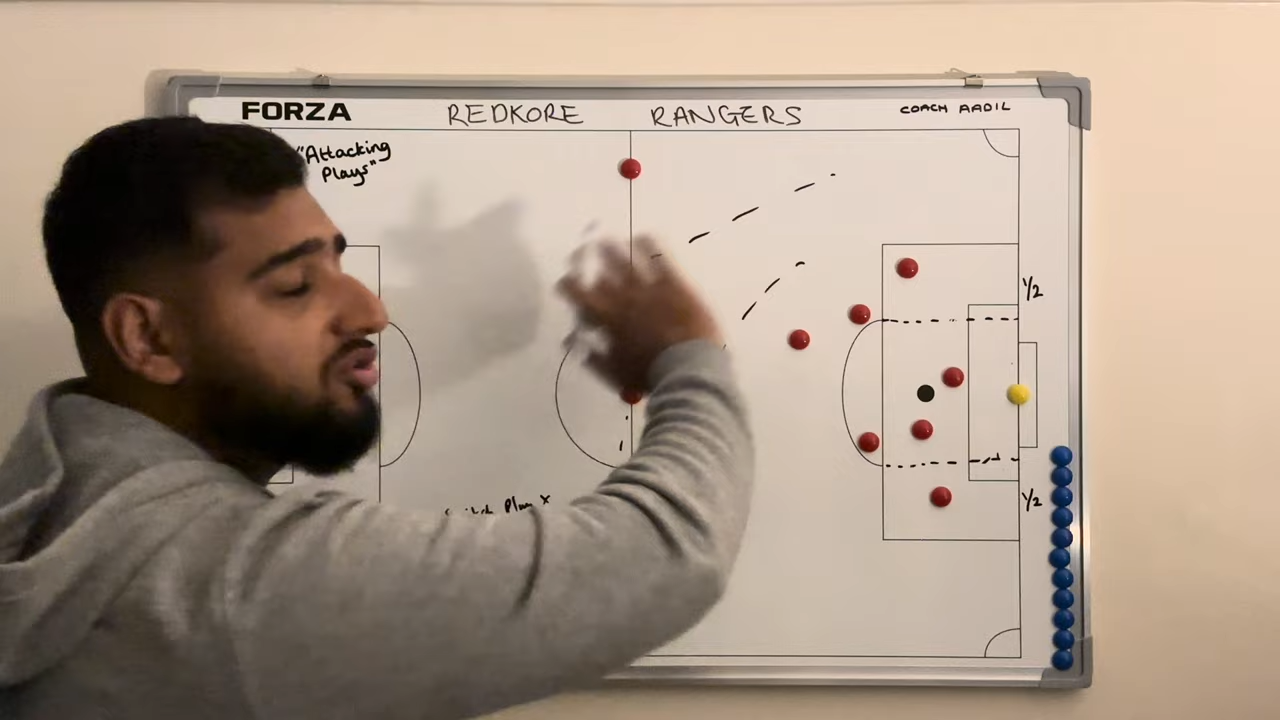 FORZA REDKORE RANGERS COACH AADIL
"Attacking
Plays"
1/2
1/2